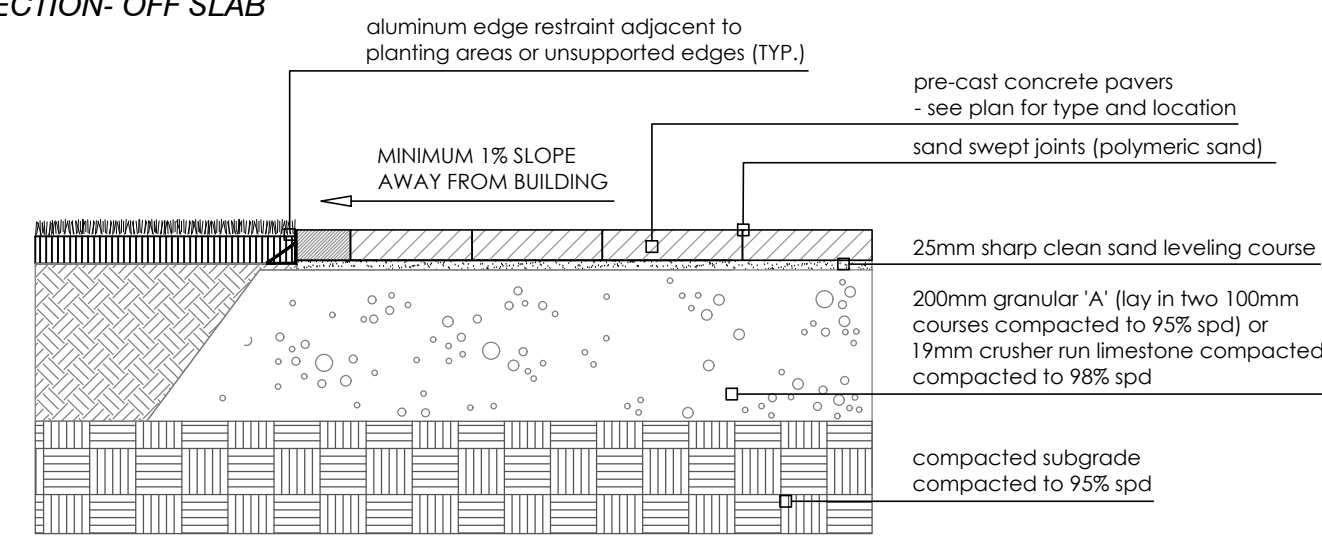 ECTION- OFF SLAB
aluminum edge restraint adjacent to
planting areas or unsupported edges (TYP.)
pre-cast concrete pavers
- see plan for type and location
sand swept joints (polymeric sand)
MINIMUM 1% SLOPE
AWAY FROM BUILDING
25mm sharp clean sand leveling course
200mm granular 'A' (lay in two 100mm
courses compacted to 95% spd) or
19mm crusher run limestone compacted
compacted to 98% spd
compacted subgrade
compacted to 95% spd